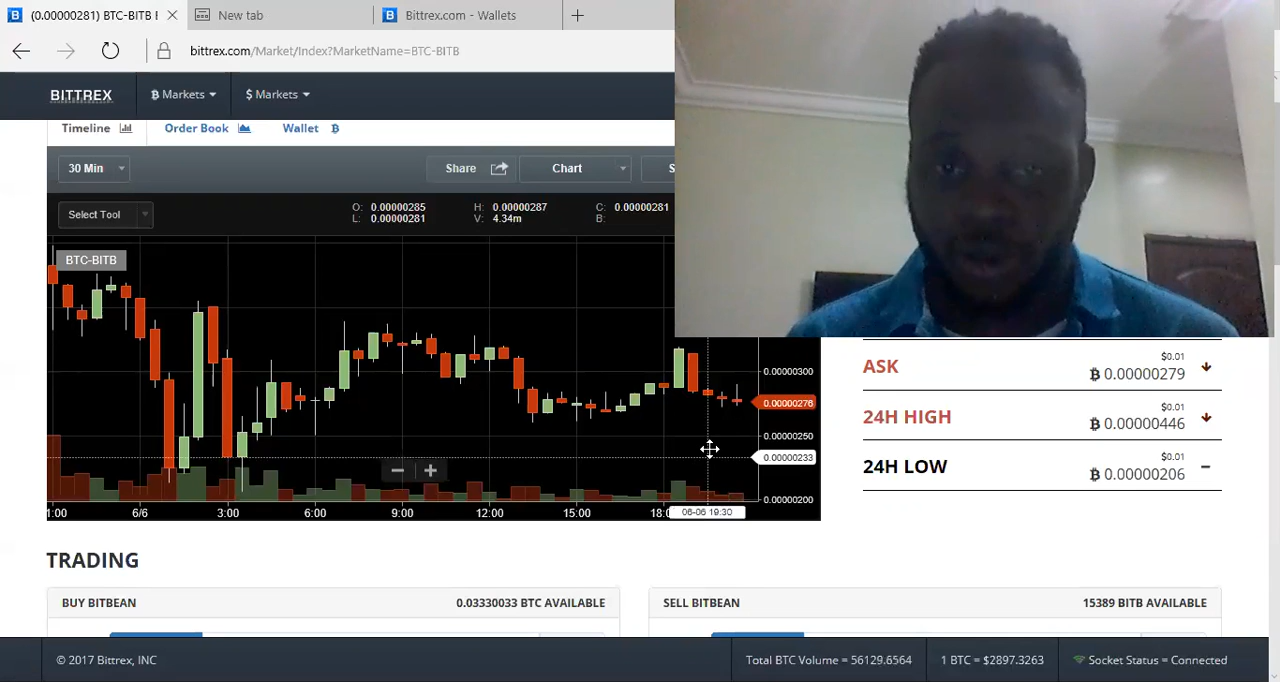 (0.00000281) BTC-BITB
New tab
Bittrex.com - Wallets
bittrex.com/Market/Index?MarketName=BTC-BITB
BITTREX
Ƀ Markets
$ Markets
Timeline
Order Book
Wallet
30 Min
Share
Chart
S
Select Tool
O: 0.00000285 H: 0.00000287 C: 0.00000281
L: 0.00000281 V: 4.34m B:
BTC-BITB
0.00000300
0.00000276
0.00000250
0.00000233
0.00000200
1:00 6/6 3:00 6:00 9:00 12:00 15:00 18:0 06-06 19:30
$0.01
ASK Ƀ 0.00000279
$0.01
24H HIGH Ƀ 0.00000446
$0.01
24H LOW Ƀ 0.00000206
TRADING
BUY BITBEAN 0.03330033 BTC AVAILABLE
SELL BITBEAN 15389 BITB AVAILABLE
© 2017 Bittrex, INC
Total BTC Volume = 56129.6564
1 BTC = $2897.3263
Socket Status = Connected